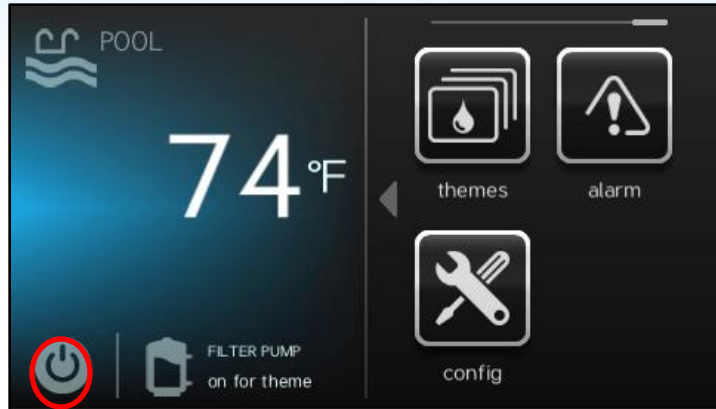 POOL
74°F
themes
alarm
FILTER PUMP
on for theme
config